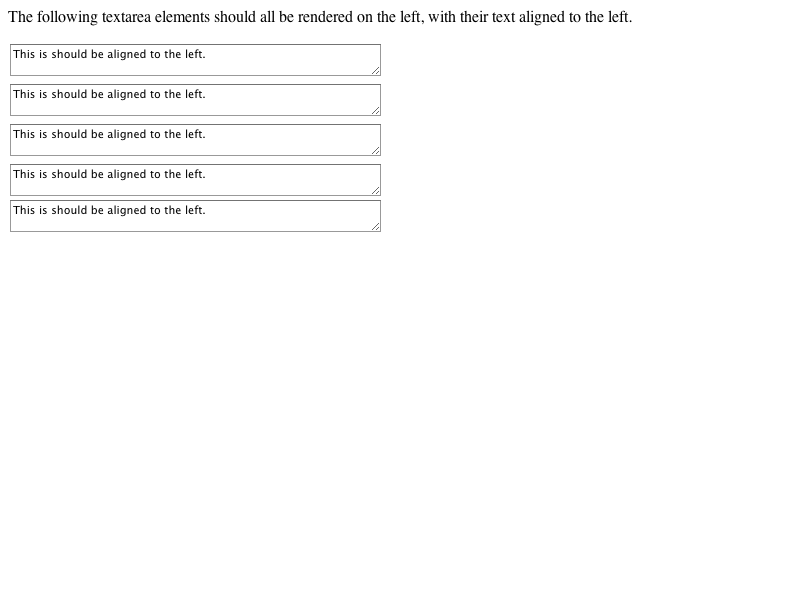 The following textarea elements should all be rendered on the left, with their text aligned to the left.
This is should be aligned to the left.
This is should be aligned to the left.
This is should be aligned to the left.
This is should be aligned to the left.
This is should be aligned to the left.